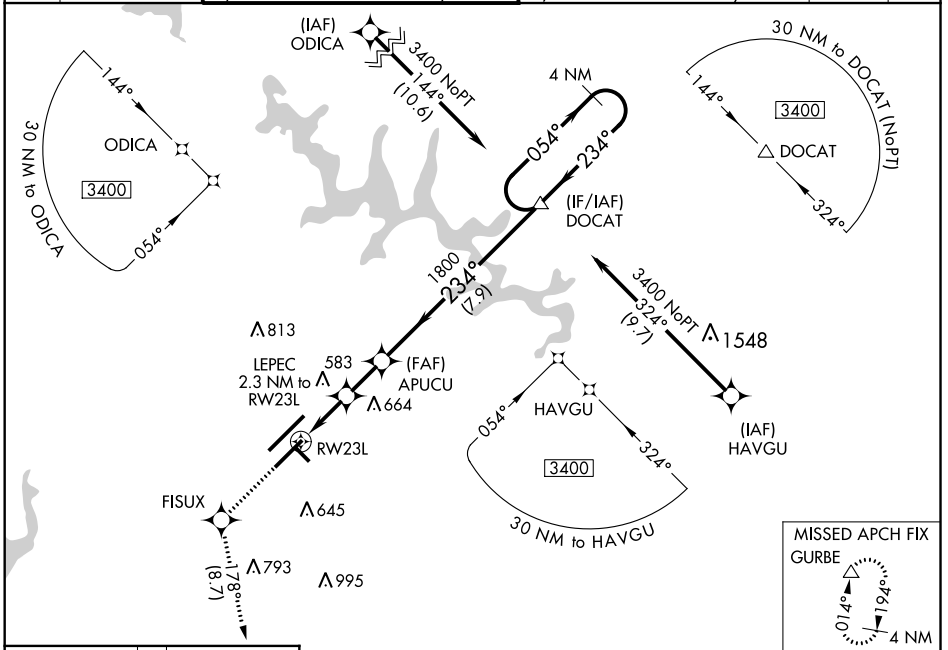 (IAF)
ODICA
3400 NoPT
144°
(10.6)
4 NM
054°
234°
(IF/IAF)
DOCAT
30 NM to DOCAT (NoPT)
144°
3400
DOCAT
324°
144°
ODICA
3400
054°
30 NM to ODICA
1800
234°
(7.9)
3400 NoPT
324°
(9.7)
1548
(IAF)
HAVGU
813
LEPEC
2.3 NM to
RW23L
583
(FAF)
APUCU
664
RW23L
HAVGU
054°
324°
3400
30 NM to HAVGU
FISUX
645
793
995
178°
(8.7)
MISSED APCH FIX
GURBE
014°
194°
4 NM